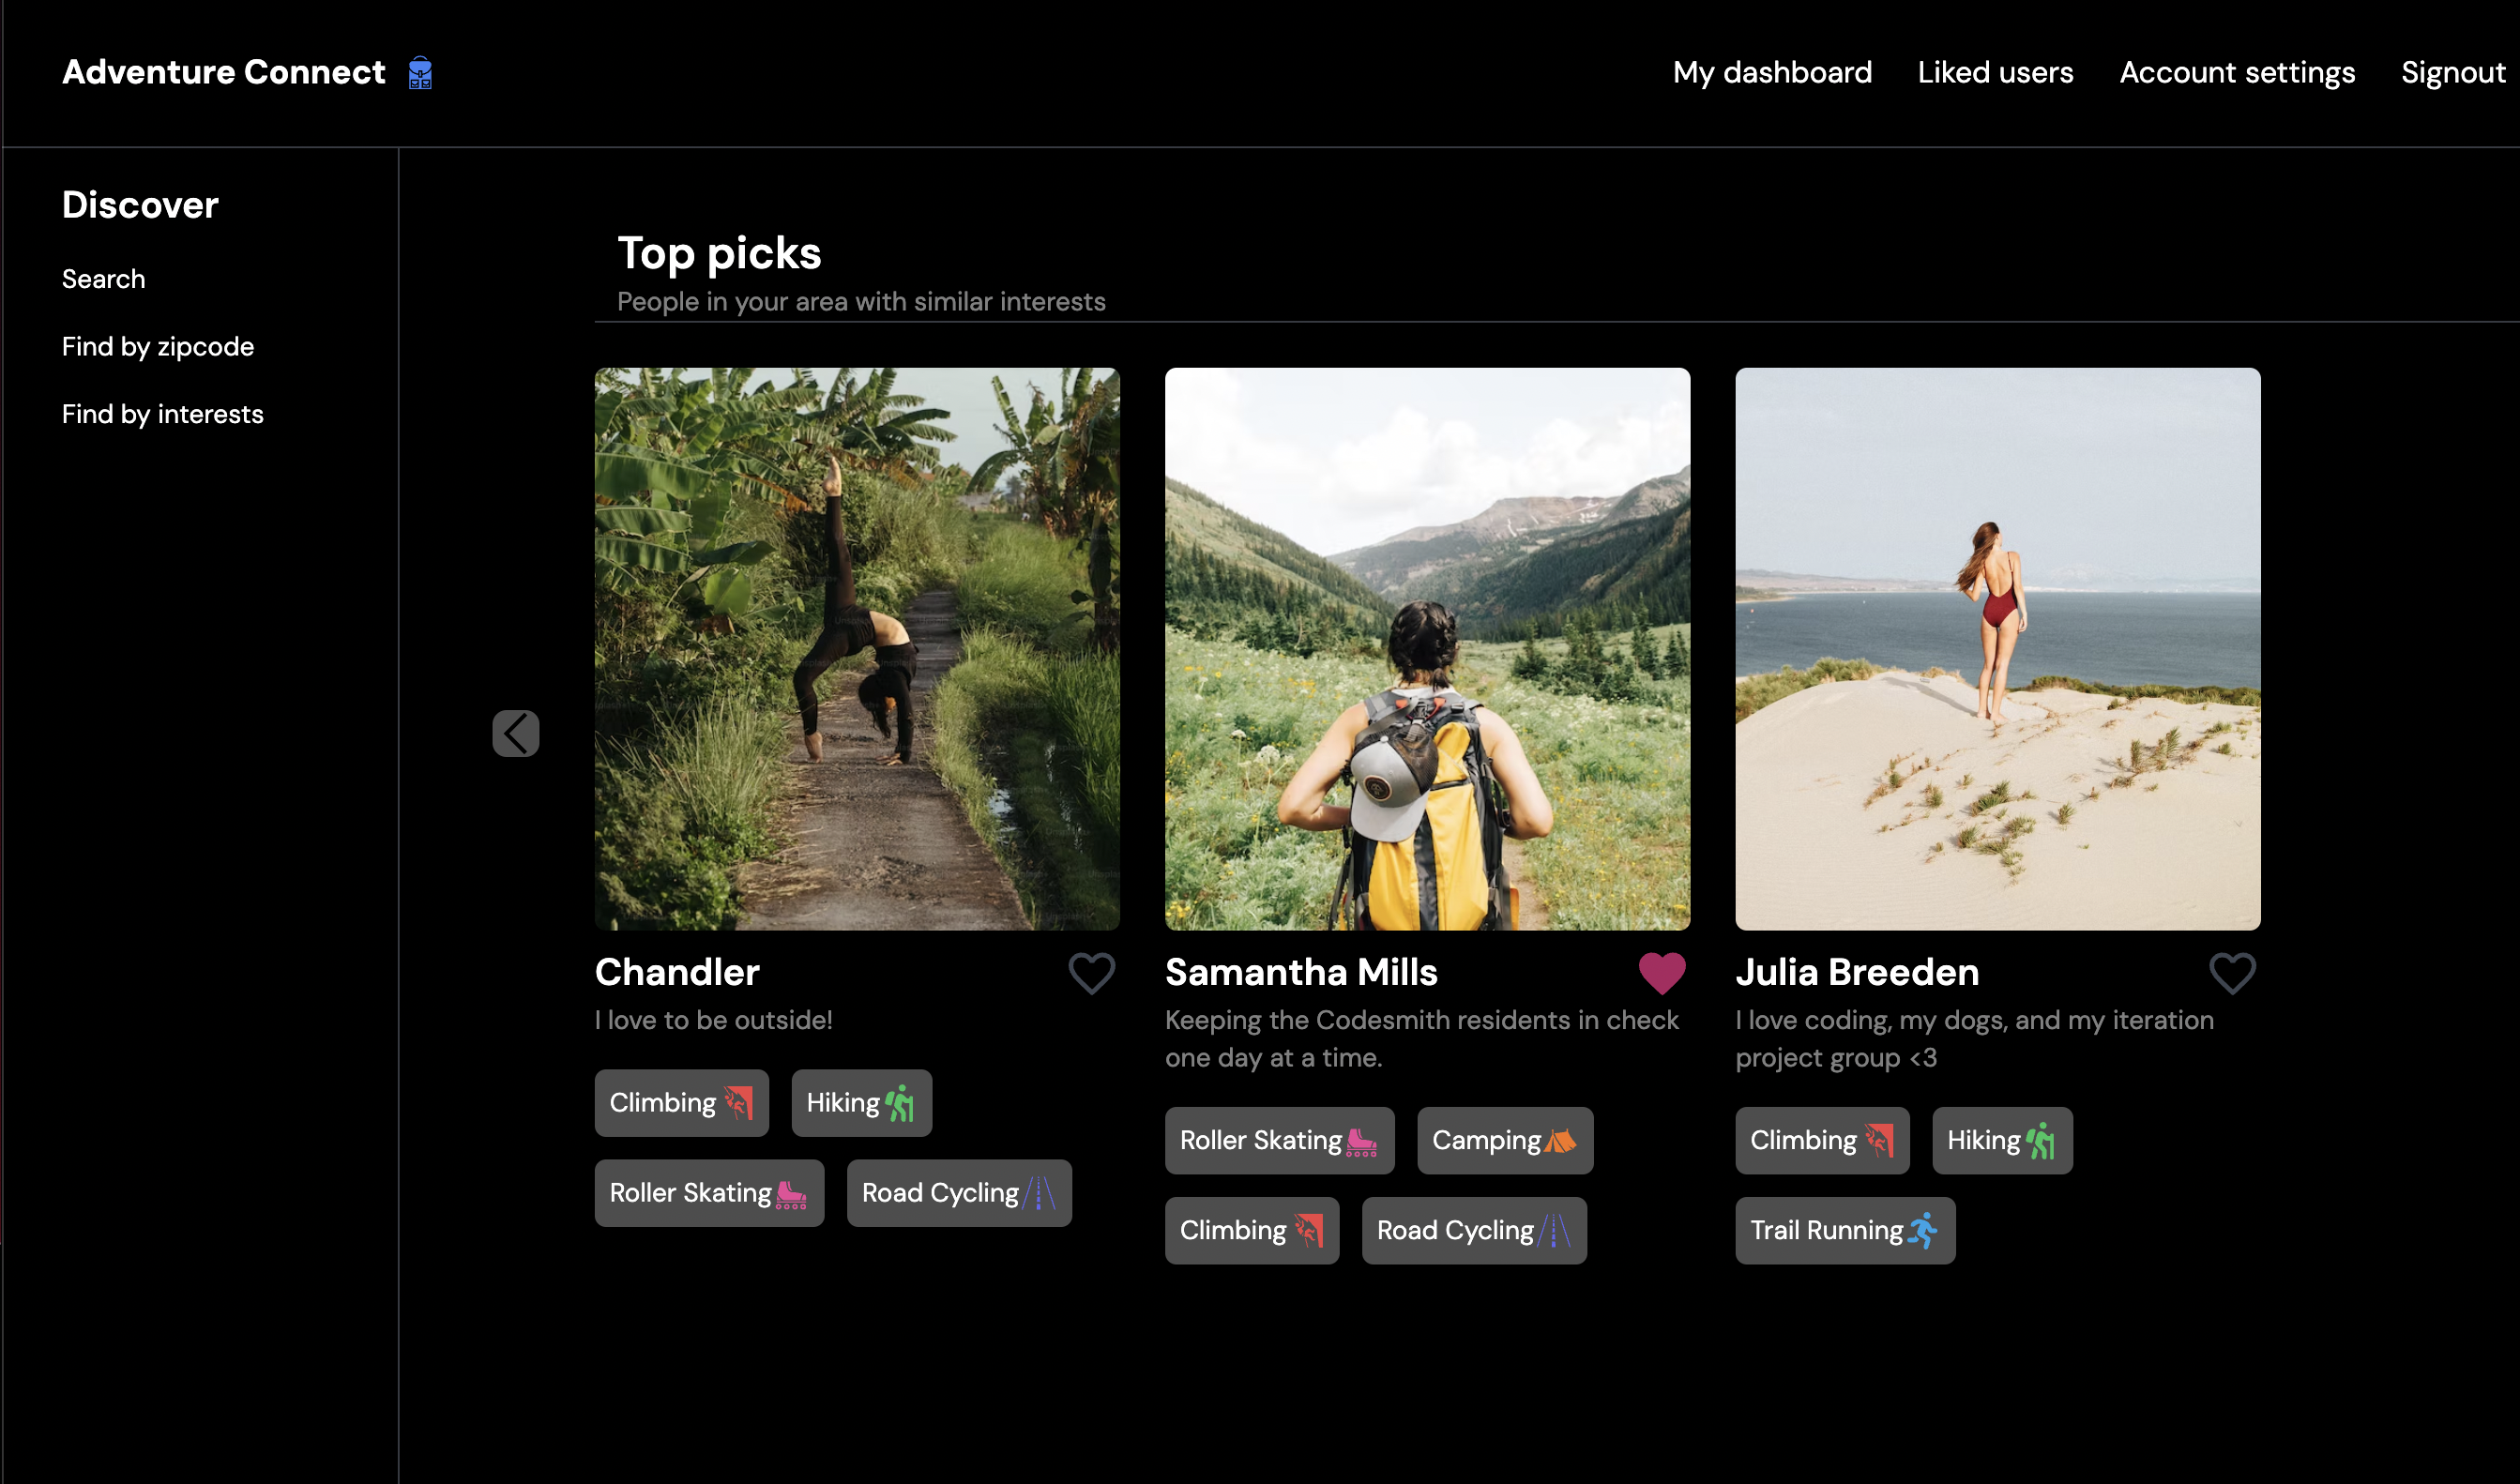 Adventure Connect
My dashboard
Liked users
Account settings
Signout
Discover
Search
Find by zipcode
Find by interests
Top picks
People in your area with similar interests
Chandler
I love to be outside!
Climbing
Hiking
Roller Skating
Road Cycling
Samantha Mills
Keeping the Codesmith residents in check
one day at a time.
Roller Skating
Camping
Climbing
Road Cycling
Julia Breeden
I love coding, my dogs, and my iteration
project group <3
Climbing
Hiking
Trail Running